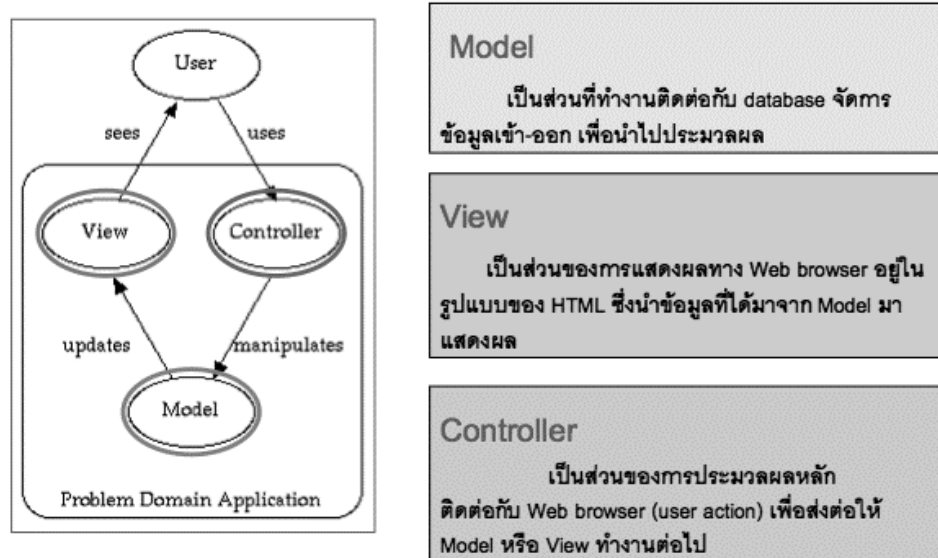 User
sees
uses
View
Controller
updates
manipulates
Model
Problem Domain Application
Model
เป็นส่วนที่ทำงานติดต่อกับ database จัดการ
ข้อมูลเข้า-ออก เพื่อนำไปประมวลผล
View
เป็นส่วนของการแสดงผลทาง Web browser อยู่ใน
รูปแบบของ HTML ซึ่งนำข้อมูลที่ได้มาจาก Model มา
แสดงผล
Controller
เป็นส่วนของการประมวลผลหลัก
ติดต่อกับ Web browser (user action) เพื่อส่งต่อให้
Model หรือ View ทำงานต่อไป